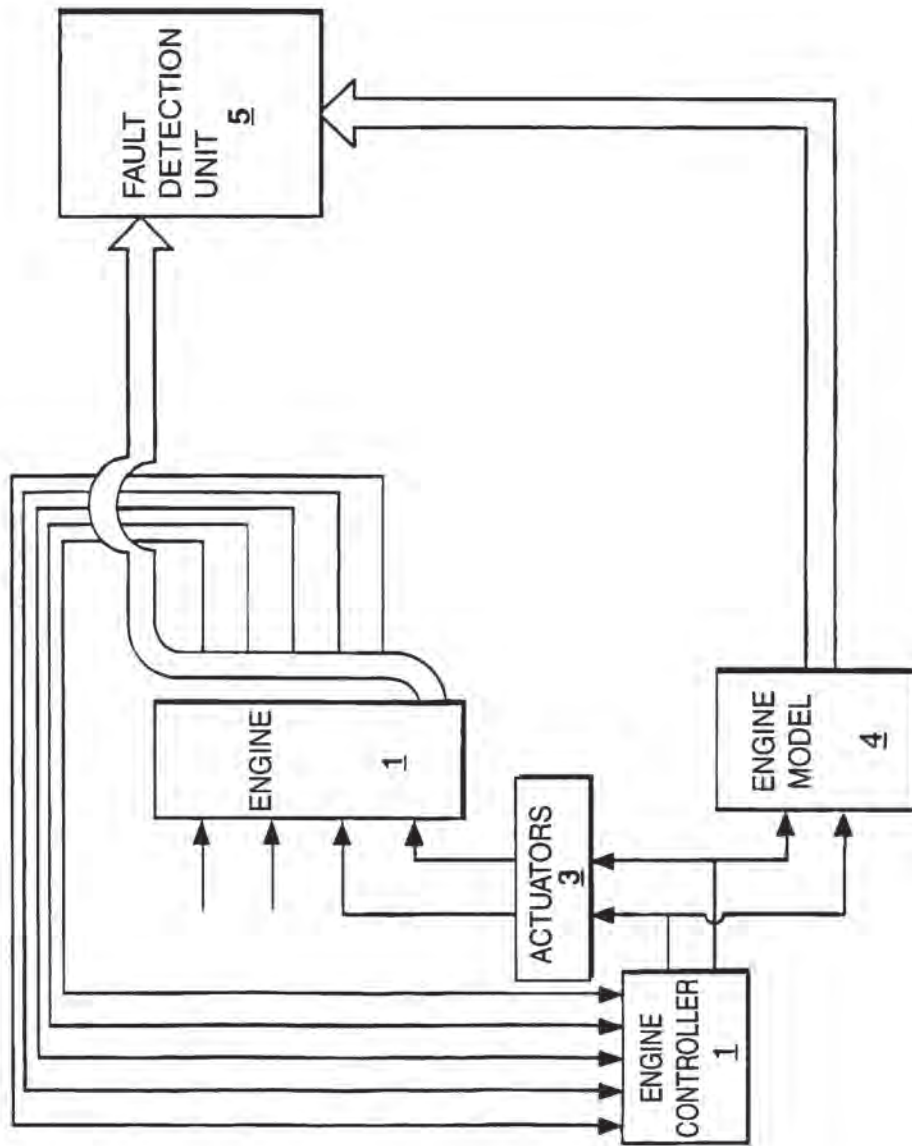 FAULT
DETECTION
UNIT
5
ENGINE
1
ACTUATORS
3
ENGINE
MODEL
4
ENGINE
CONTROLLER
1